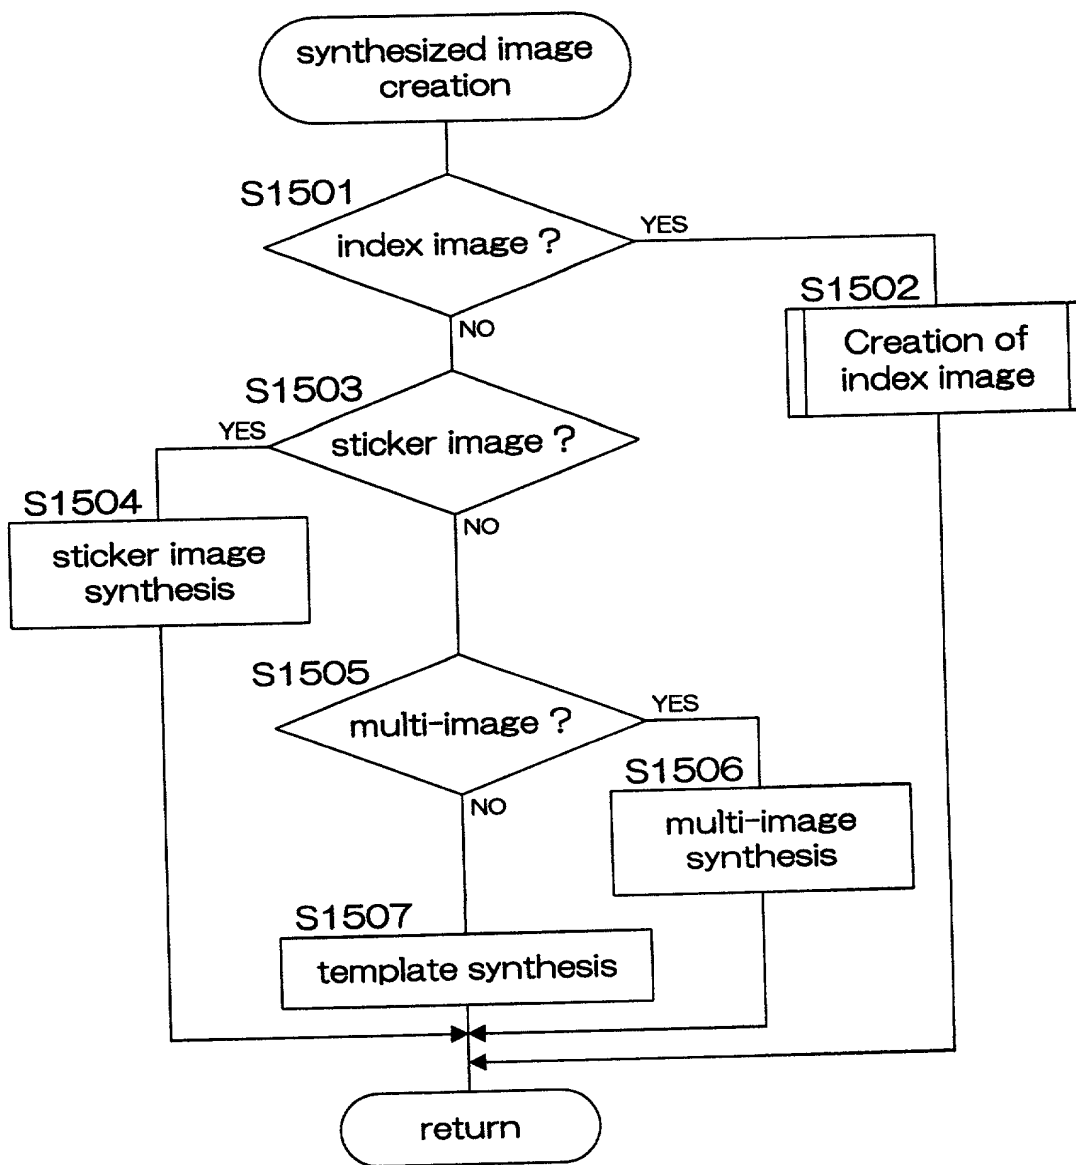 synthesized image
creation
S1501
index image ?
YES
NO
S1502
Creation of
index image
S1503
sticker image ?
YES
NO
S1504
sticker image
synthesis
S1505
multi-image ?
YES
NO
S1506
multi-image
synthesis
S1507
template synthesis
return